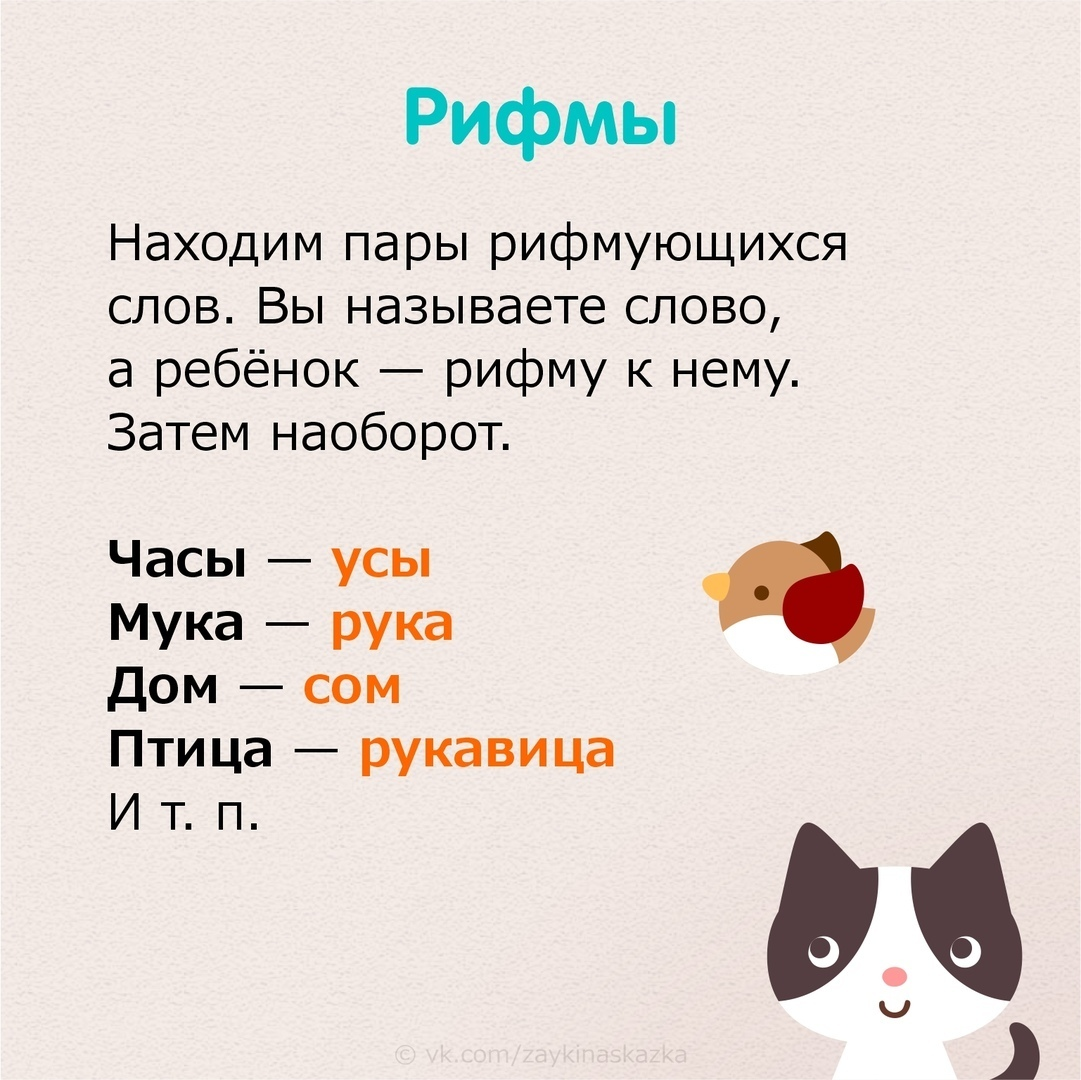 Рифмы
Находим пары рифмующихся
слов. Вы называете слово,
а ребёнок — рифму к нему.
Затем наоборот.
Часы — усы
Мука — рука
Дом — сом
Птица — рукавица
И т. п.
© vk.com/zaykinaskazka